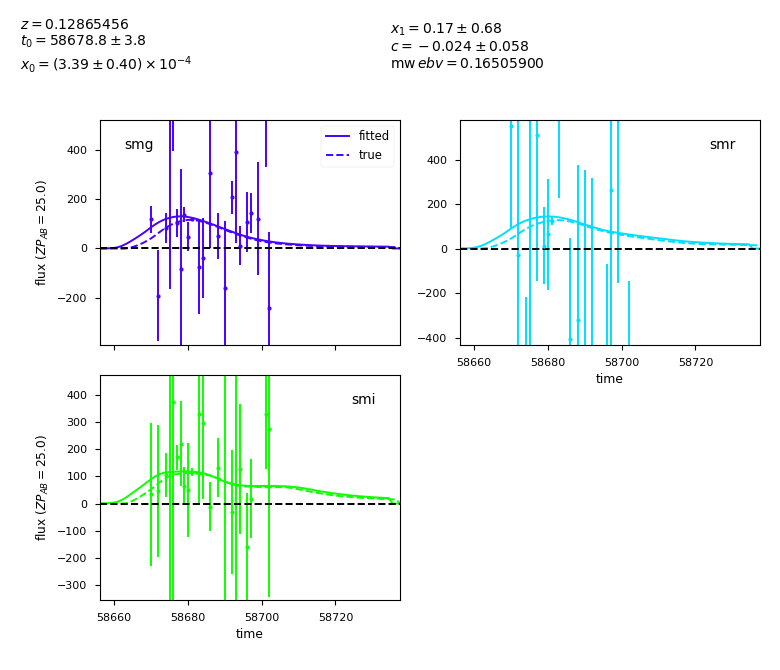 z = 0.12865456
t₀ = 58678.8 ± 3.8
x₀ = (3.39 ± 0.40) × 10⁻⁴
x₁ = 0.17 ± 0.68
c = −0.024 ± 0.058
mw ebv = 0.16505900
smg
fitted
true
400
200
0
−200
flux (ZP_AB = 25.0)
smr
400
200
0
−200
−400
58660 58680 58700 58720
time
smi
400
300
200
100
0
−100
−200
−300
flux (ZP_AB = 25.0)
58660 58680 58700 58720
time